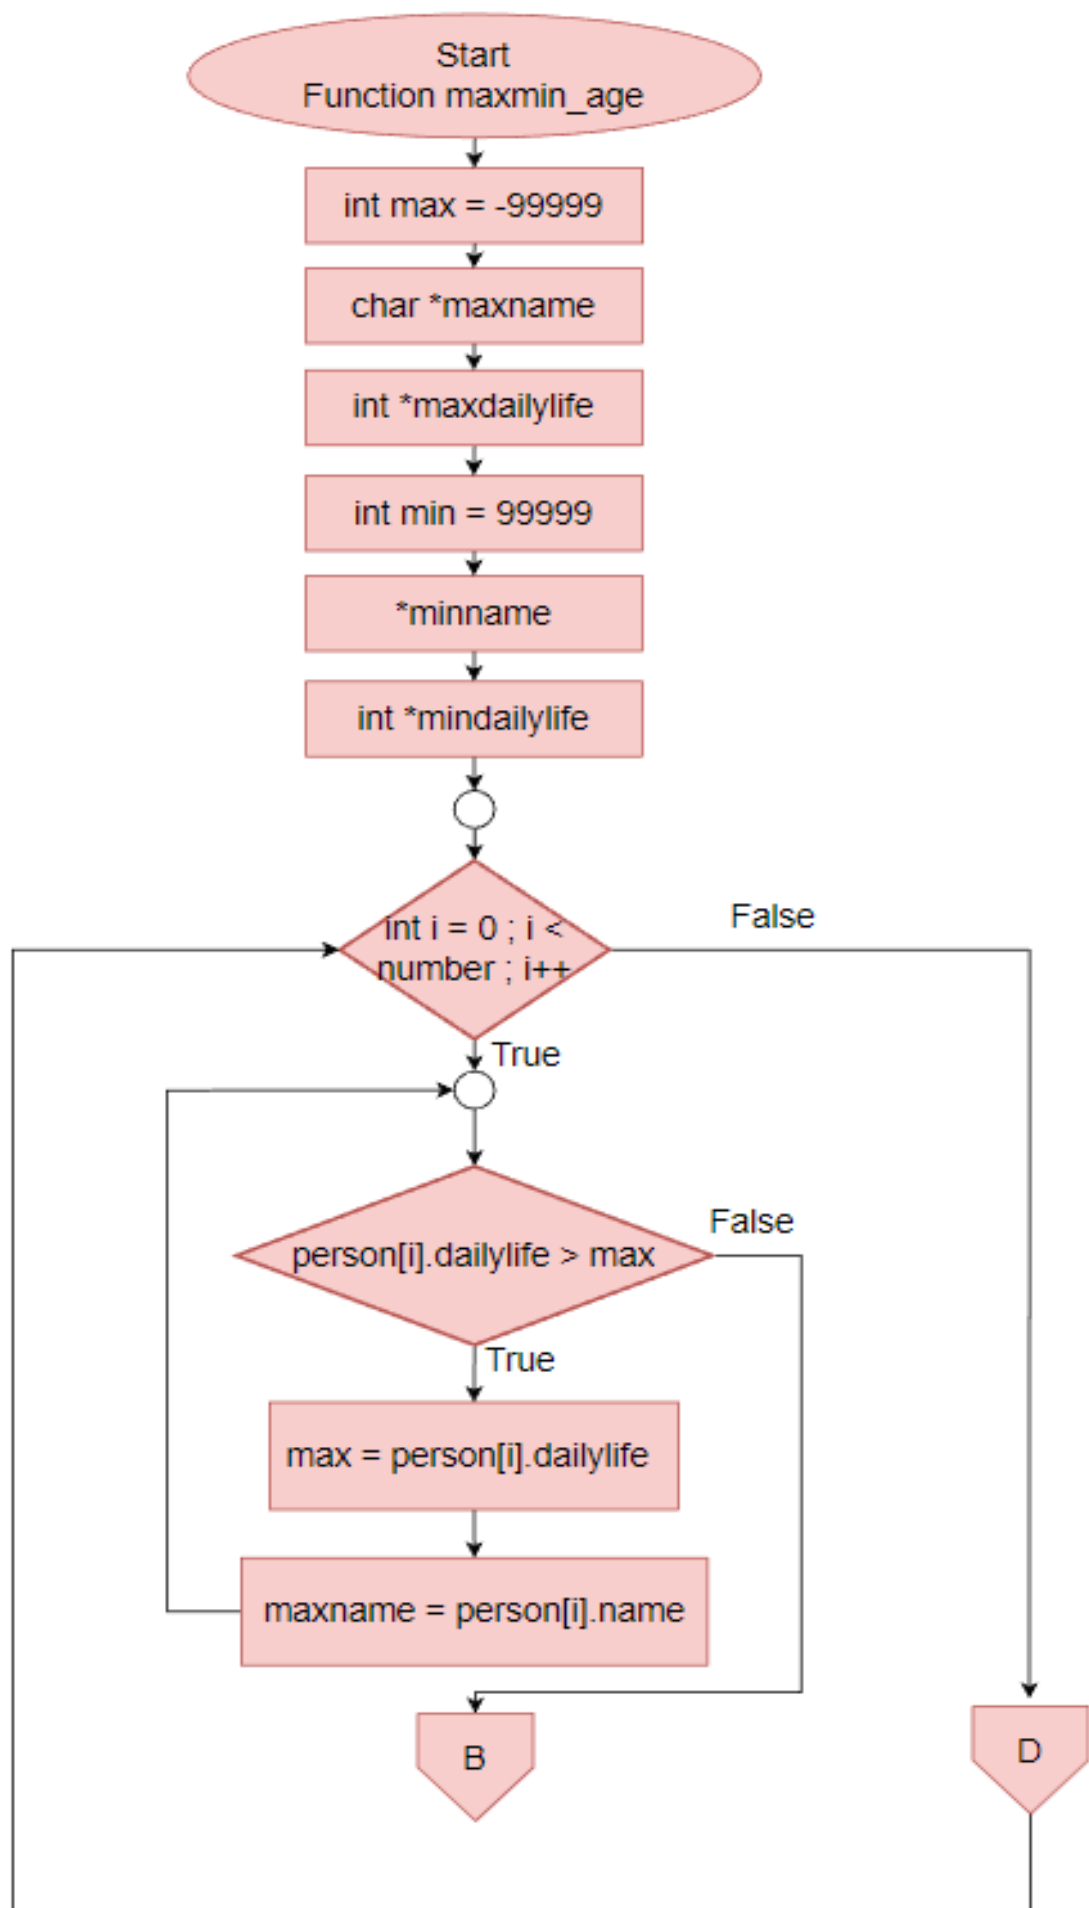 Start
Function maxmin_age
int max = -99999
char *maxname
int *maxdailylife
int min = 99999
*minname
int *mindailylife
int i = 0 ; i <
number ; i++
False
True
person[i].dailylife > max
False
True
max = person[i].dailylife
maxname = person[i].name
B
D